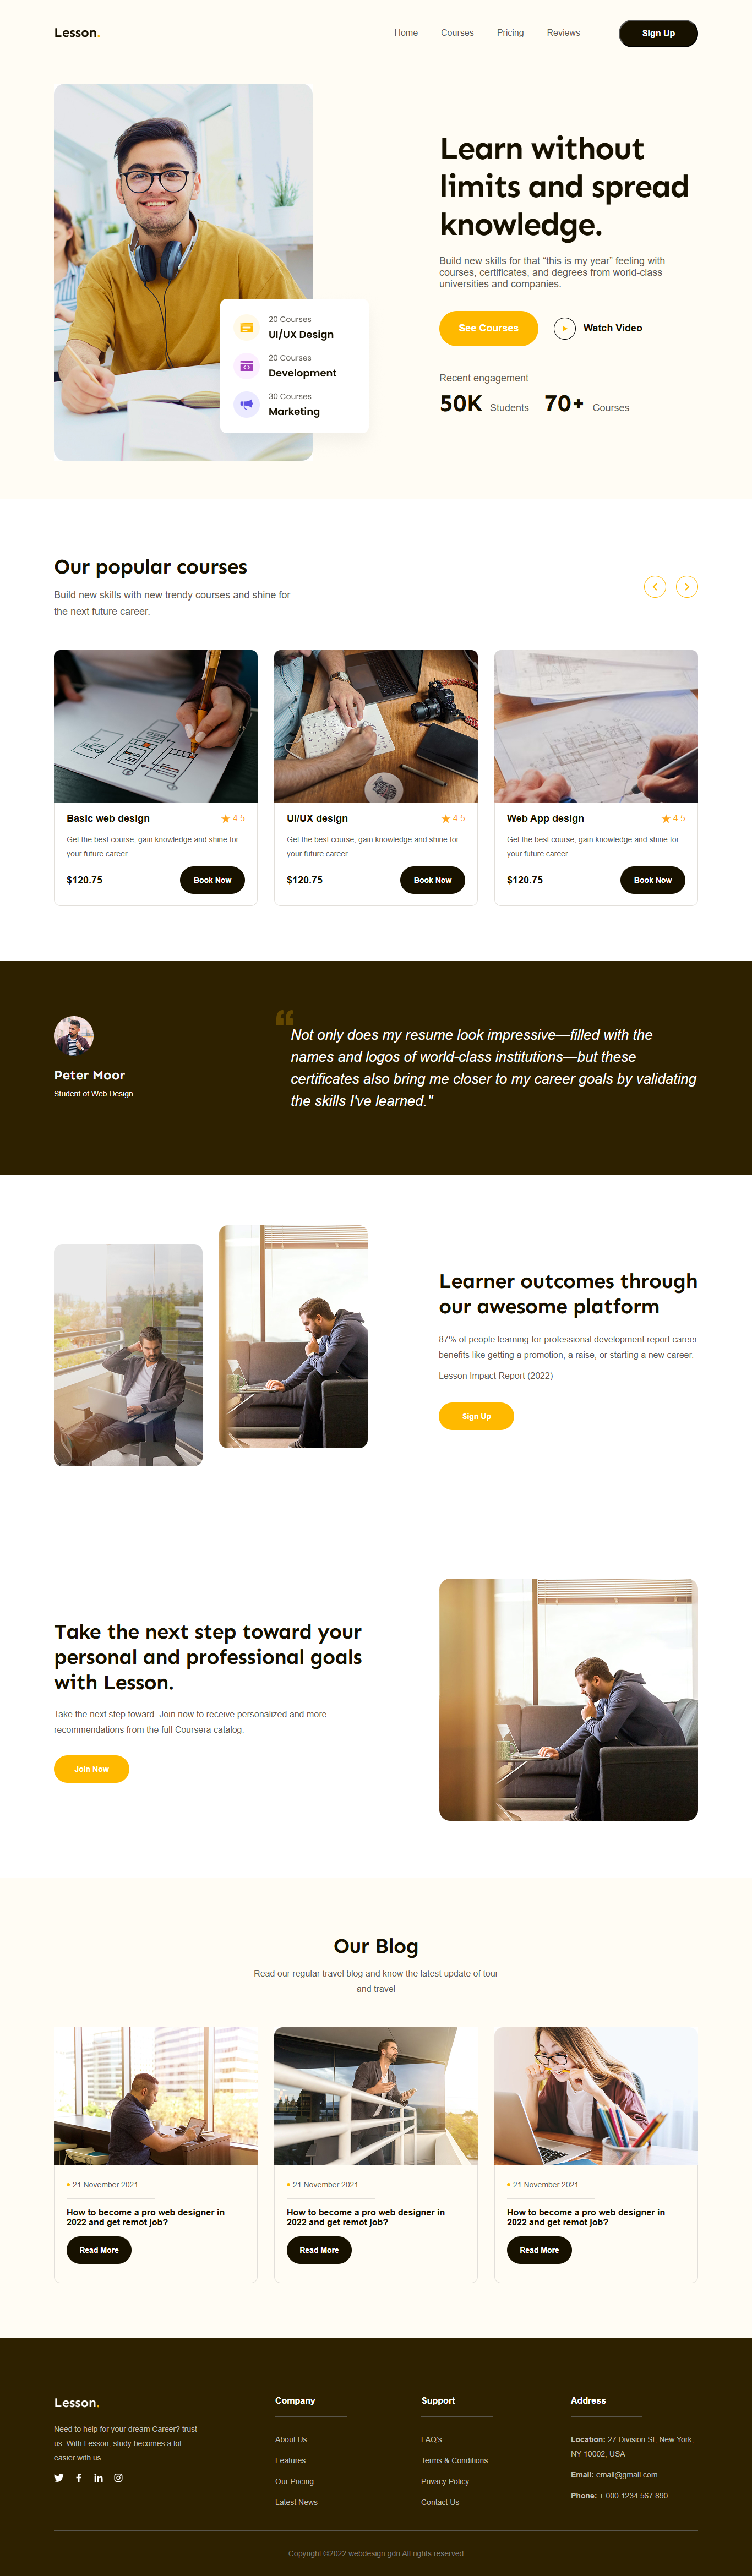 Lesson.
Home Courses Pricing Reviews Sign Up
Learn without
limits and spread
knowledge.
Build new skills for that “this is my year” feeling with
courses, certificates, and degrees from world-class
universities and companies.
See Courses Watch Video
Recent engagement
50K Students 70+ Courses
20 Courses
UI/UX Design
20 Courses
Development
30 Courses
Marketing
Our popular courses
Build new skills with new trendy courses and shine for
the next future career.
Basic web design 4.5
Get the best course, gain knowledge and shine for
your future career.
$120.75 Book Now
UI/UX design 4.5
Get the best course, gain knowledge and shine for
your future career.
$120.75 Book Now
Web App design 4.5
Get the best course, gain knowledge and shine for
your future career.
$120.75 Book Now
Peter Moor
Student of Web Design
“
Not only does my resume look impressive—filled with the
names and logos of world-class institutions—but these
certificates also bring me closer to my career goals by validating
the skills I've learned."
Learner outcomes through
our awesome platform
87% of people learning for professional development report career
benefits like getting a promotion, a raise, or starting a new career.
Lesson Impact Report (2022)
Sign Up
Take the next step toward your
personal and professional goals
with Lesson.
Take the next step toward. Join now to receive personalized and more
recommendations from the full Coursera catalog.
Join Now
Our Blog
Read our regular travel blog and know the latest update of tour
and travel
21 November 2021
How to become a pro web designer in
2022 and get remot job?
Read More
21 November 2021
How to become a pro web designer in
2022 and get remot job?
Read More
21 November 2021
How to become a pro web designer in
2022 and get remot job?
Read More
Lesson.
Need to help for your dream Career? trust
us. With Lesson, study becomes a lot
easier with us.
Company
About Us
Features
Our Pricing
Latest News
Support
FAQ's
Terms & Conditions
Privacy Policy
Contact Us
Address
Location: 27 Division St, New York,
NY 10002, USA
Email: email@gmail.com
Phone: + 000 1234 567 890
Copyright ©2022 webdesign.gdn All rights reserved